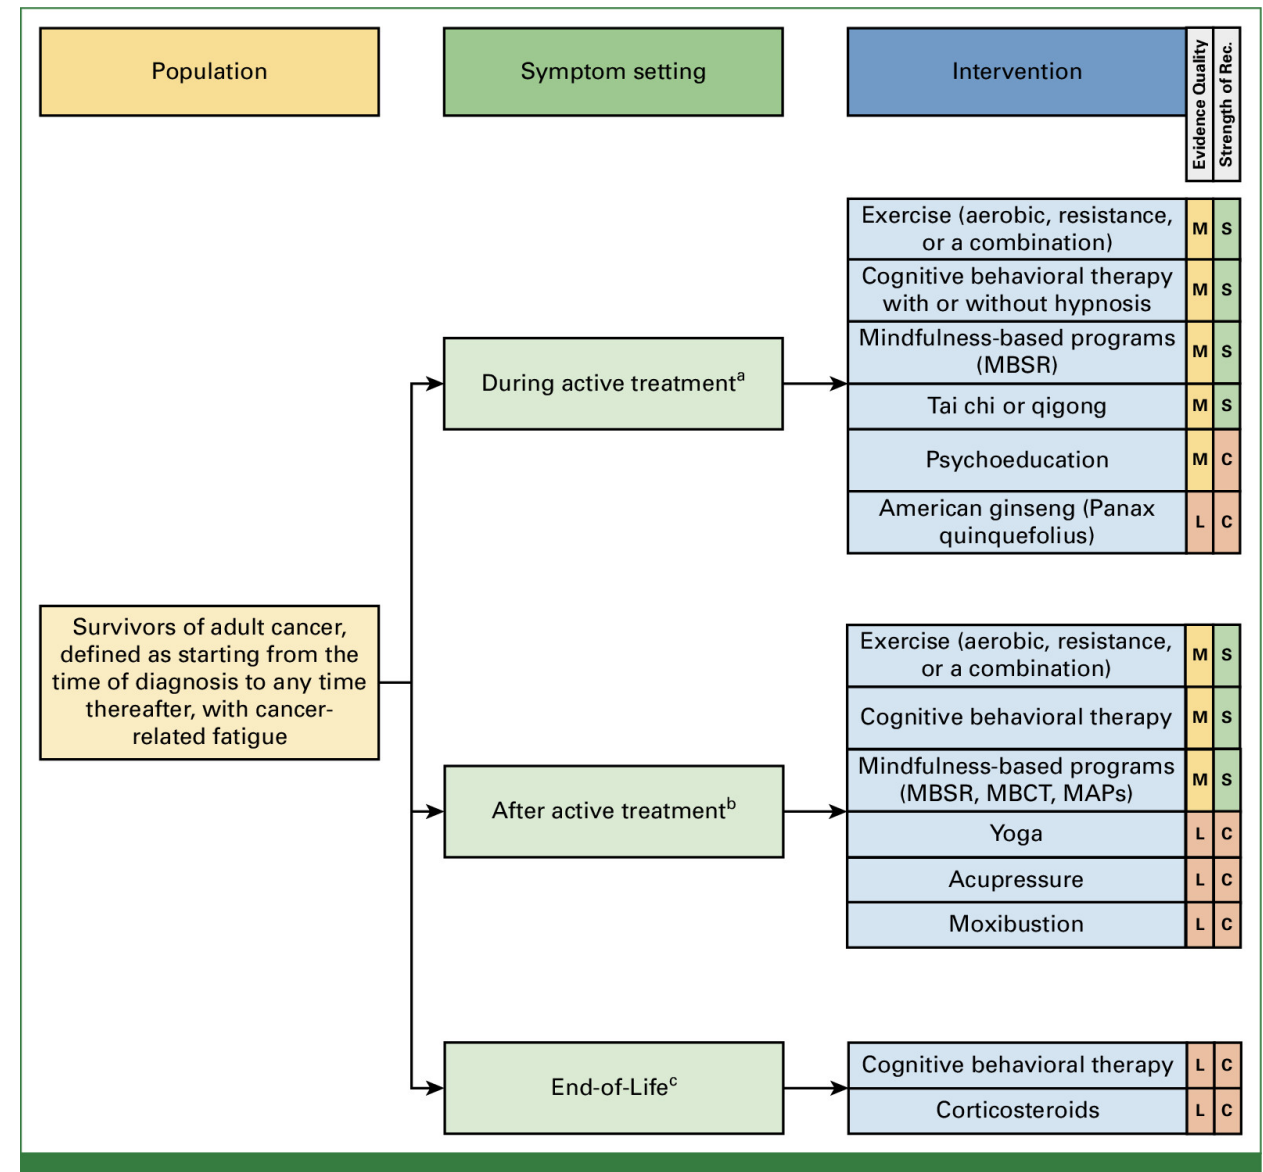 Population
Symptom setting
Intervention
Evidence Quality
Strength of Rec.
Survivors of adult cancer,
defined as starting from the
time of diagnosis to any time
thereafter, with cancer-
related fatigue
During active treatmentᵃ
Exercise (aerobic, resistance,
or a combination)
M S
Cognitive behavioral therapy
with or without hypnosis
M S
Mindfulness-based programs
(MBSR)
M S
Tai chi or qigong
M S
Psychoeducation
M C
American ginseng (Panax
quinquefolius)
L C
After active treatmentᵇ
Exercise (aerobic, resistance,
or a combination)
M S
Cognitive behavioral therapy
M S
Mindfulness-based programs
(MBSR, MBCT, MAPs)
M S
Yoga
L C
Acupressure
L C
Moxibustion
L C
End-of-Lifeᶜ
Cognitive behavioral therapy
L C
Corticosteroids
L C